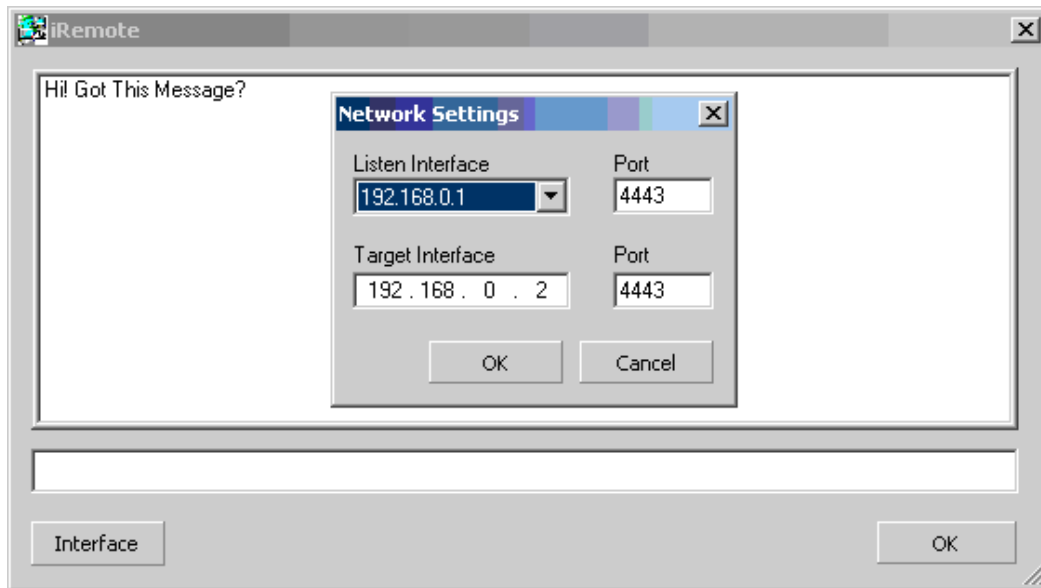 iRemote
Hi! Got This Message?
Network Settings
Listen Interface Port
192.168.0.1 4443
Target Interface Port
192 . 168 . 0 . 2 4443
OK Cancel
Interface OK